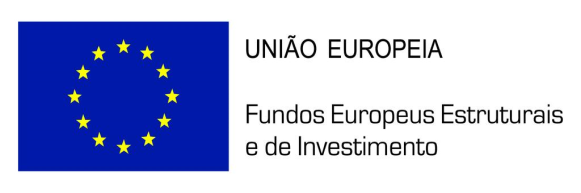 UNIÃO EUROPEIA
Fundos Europeus Estruturais
e de Investimento